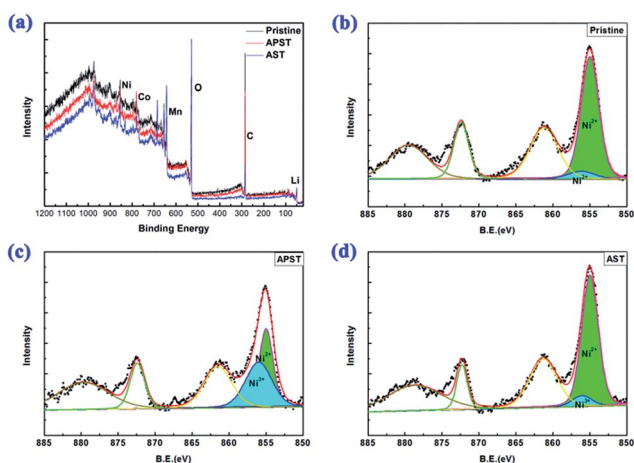 (a)
Pristine
APST
AST
Intensity
Ni
Co
Mn
O
C
Li
1200 1000 900 800 700 600 530 400 300 200 100
Binding Energy
(b)
Pristine
Intensity
Ni2+
Ni3+
885 880 875 870 865 860 855 850
B.E.(eV)
(c)
APST
Intensity
Ni2+
Ni3+
885 880 875 870 865 860 855 850
B.E.(eV)
(d)
AST
Intensity
Ni2+
Ni3+
885 880 875 870 865 860 855 850
B.E.(eV)